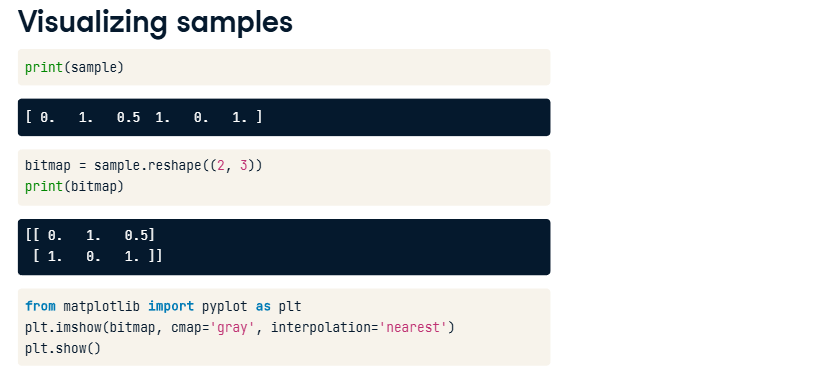 Visualizing samples
print(sample)
[ 0.   1.   0.5  1.   0.   1. ]
bitmap = sample.reshape((2, 3))
print(bitmap)
[[ 0.   1.   0.5]
 [ 1.   0.   1. ]]
from matplotlib import pyplot as plt
plt.imshow(bitmap, cmap='gray', interpolation='nearest')
plt.show()